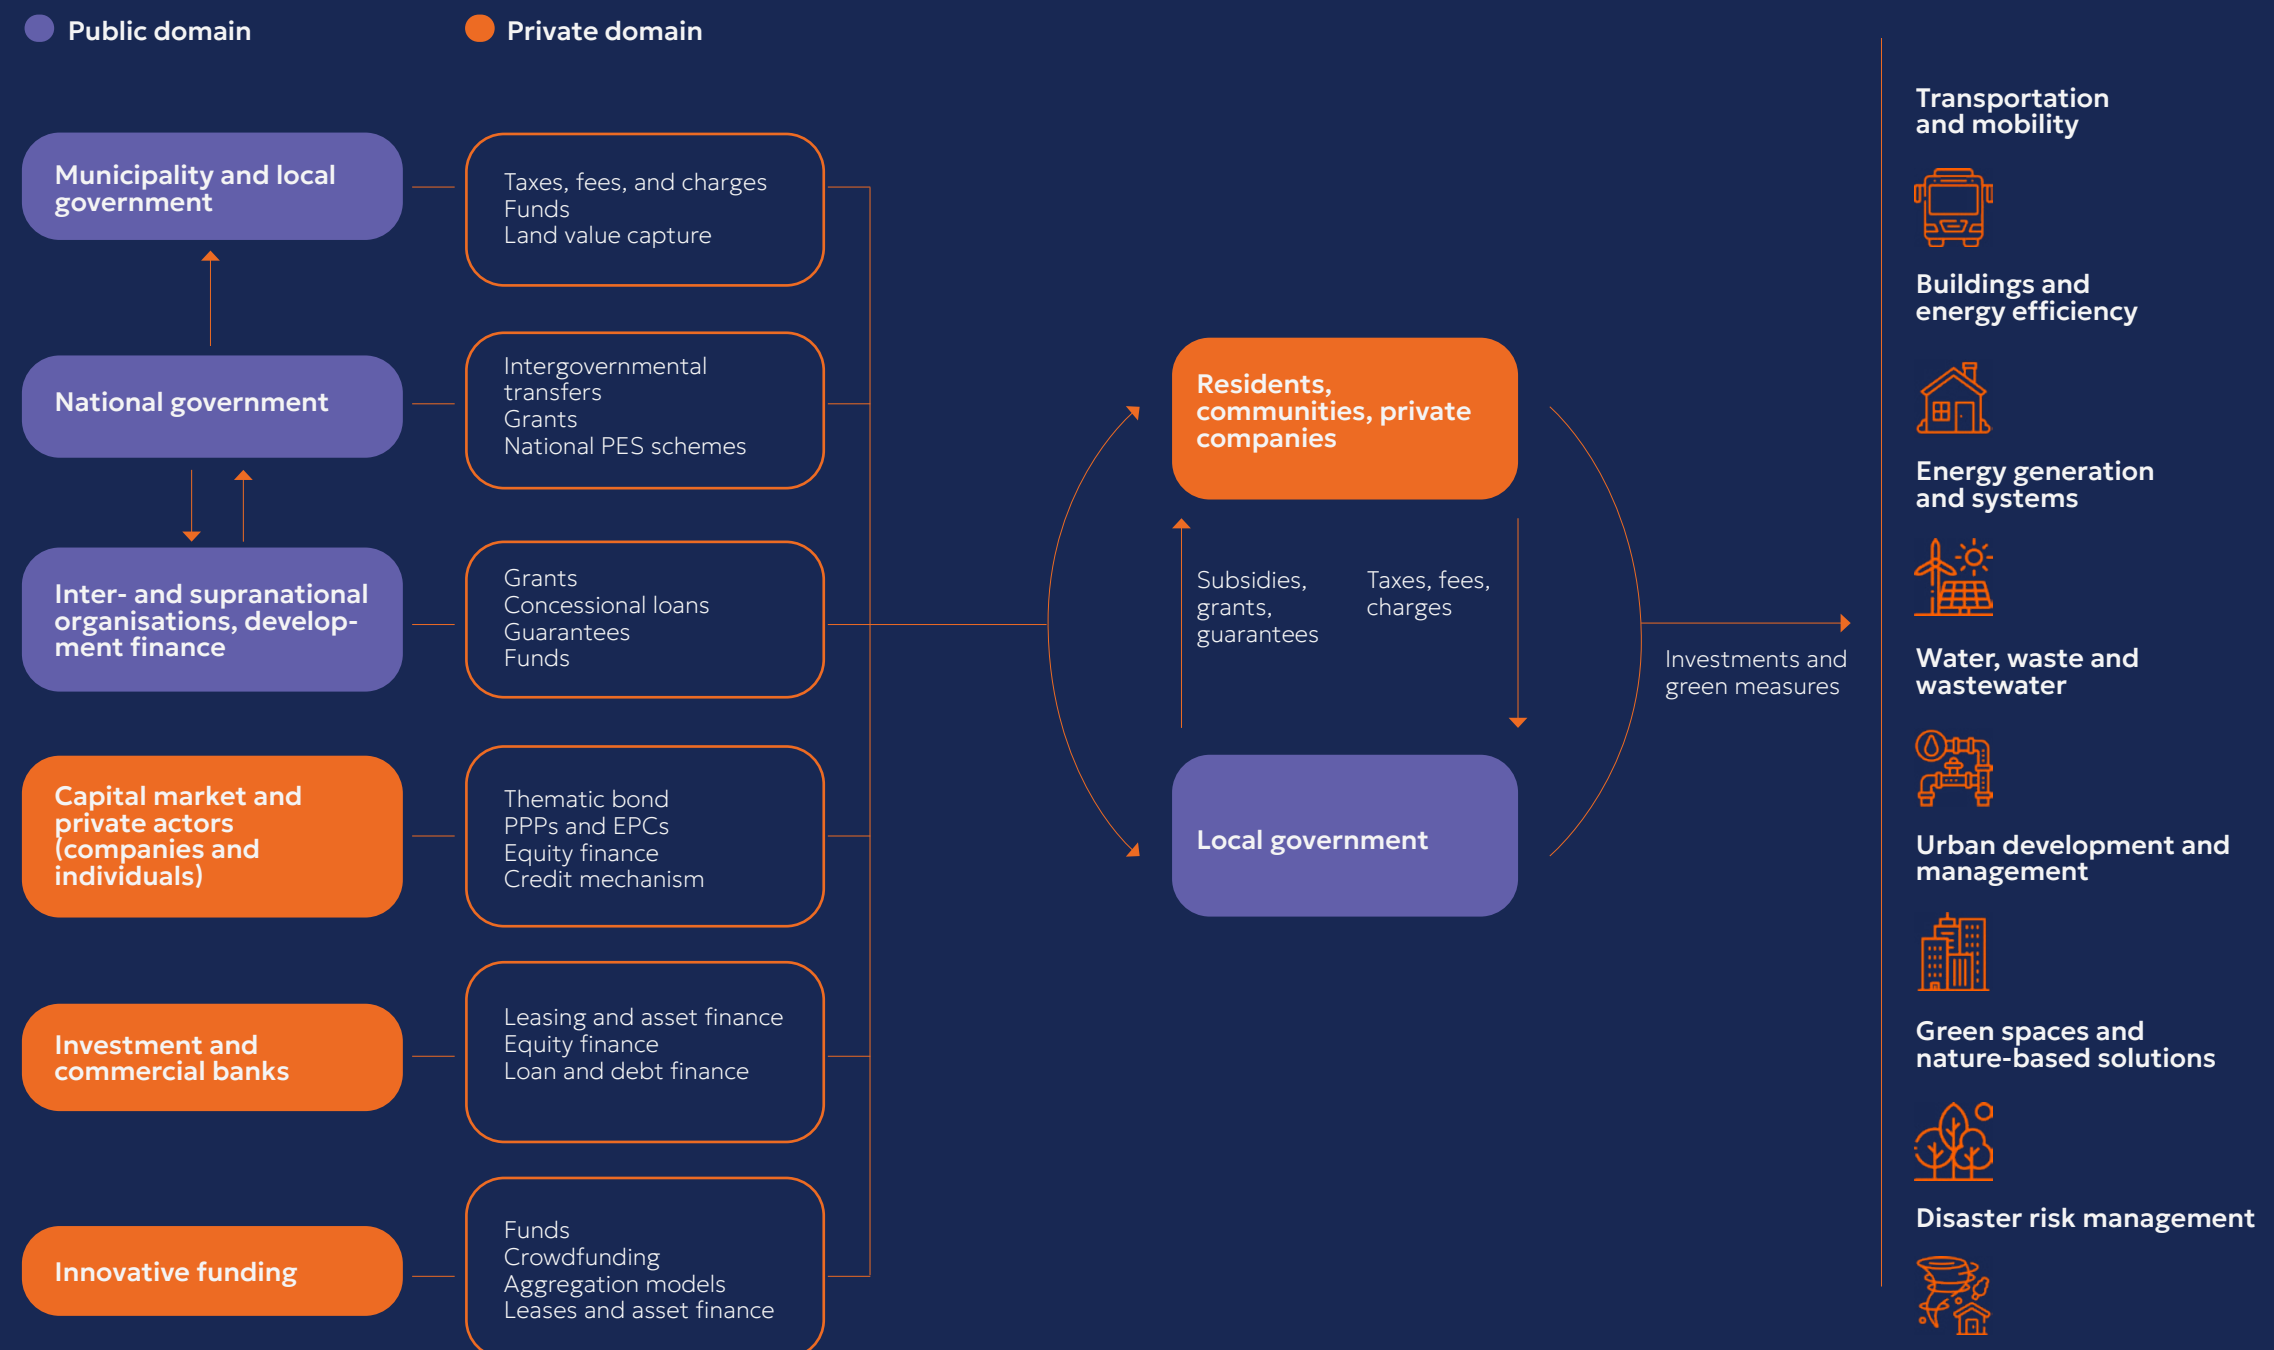 Public domain
Private domain
Municipality and local
government
Taxes, fees, and charges
Funds
Land value capture
National government
Intergovernmental
transfers
Grants
National PES schemes
Inter- and supranational
organisations, develop-
ment finance
Grants
Concessional loans
Guarantees
Funds
Capital market and
private actors
(companies and
individuals)
Thematic bond
PPPs and EPCs
Equity finance
Credit mechanism
Investment and
commercial banks
Leasing and asset finance
Equity finance
Loan and debt finance
Innovative funding
Funds
Crowdfunding
Aggregation models
Leases and asset finance
Residents,
communities, private
companies
Subsidies,
grants,
guarantees
Taxes, fees,
charges
Local government
Investments and
green measures
Transportation
and mobility
Buildings and
energy efficiency
Energy generation
and systems
Water, waste and
wastewater
Urban development and
management
Green spaces and
nature-based solutions
Disaster risk management